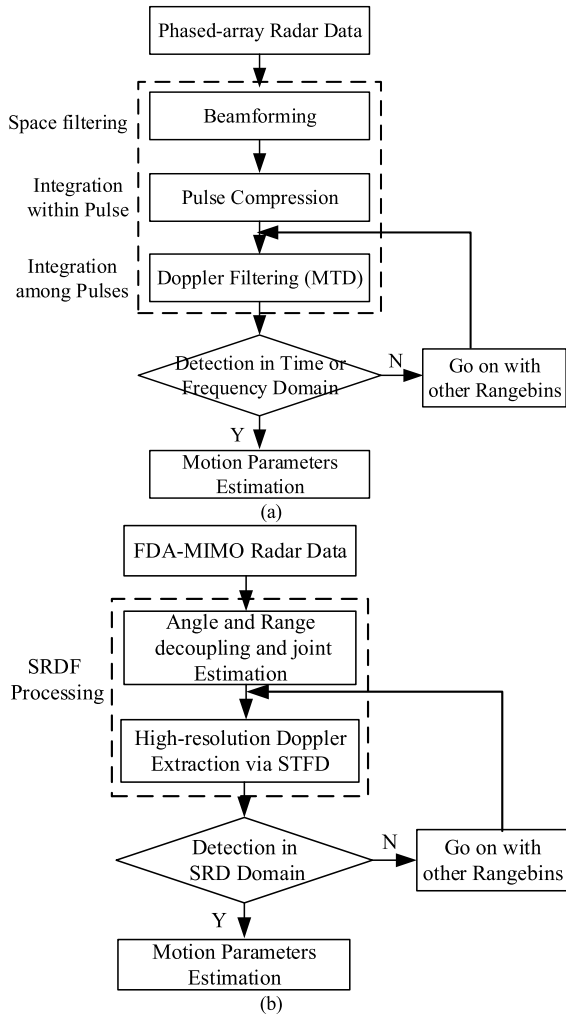 Phased-array Radar Data
Space filtering
Beamforming
Integration
within Pulse
Pulse Compression
Integration
among Pulses
Doppler Filtering (MTD)
Detection in Time or
Frequency Domain
N
Go on with
other Rangebins
Y
Motion Parameters
Estimation
(a)
FDA-MIMO Radar Data
SRDF
Processing
Angle and Range
decoupling and joint
Estimation
High-resolution Doppler
Extraction via STFD
Detection in
SRD Domain
N
Go on with
other Rangebins
Y
Motion Parameters
Estimation
(b)